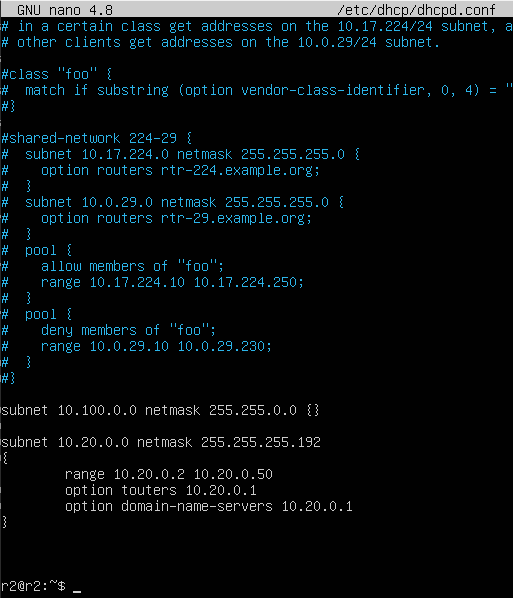 GNU nano 4.8 /etc/dhcp/dhcpd.conf
# in a certain class get addresses on the 10.17.224/24 subnet, a
# other clients get addresses on the 10.0.29/24 subnet.
#class "foo" {
#  match if substring (option vendor-class-identifier, 0, 4) = "
#}
#shared-network 224-29 {
#  subnet 10.17.224.0 netmask 255.255.255.0 {
#    option routers rtr-224.example.org;
#  }
#  subnet 10.0.29.0 netmask 255.255.255.0 {
#    option routers rtr-29.example.org;
#  }
#  pool {
#    allow members of "foo";
#    range 10.17.224.10 10.17.224.250;
#  }
#  pool {
#    deny members of "foo";
#    range 10.0.29.10 10.0.29.230;
#  }
#}
subnet 10.100.0.0 netmask 255.255.0.0 {}
subnet 10.20.0.0 netmask 255.255.255.192
{
        range 10.20.0.2 10.20.0.50
        option touters 10.20.0.1
        option domain-name-servers 10.20.0.1
}
r2@r2:~$ _